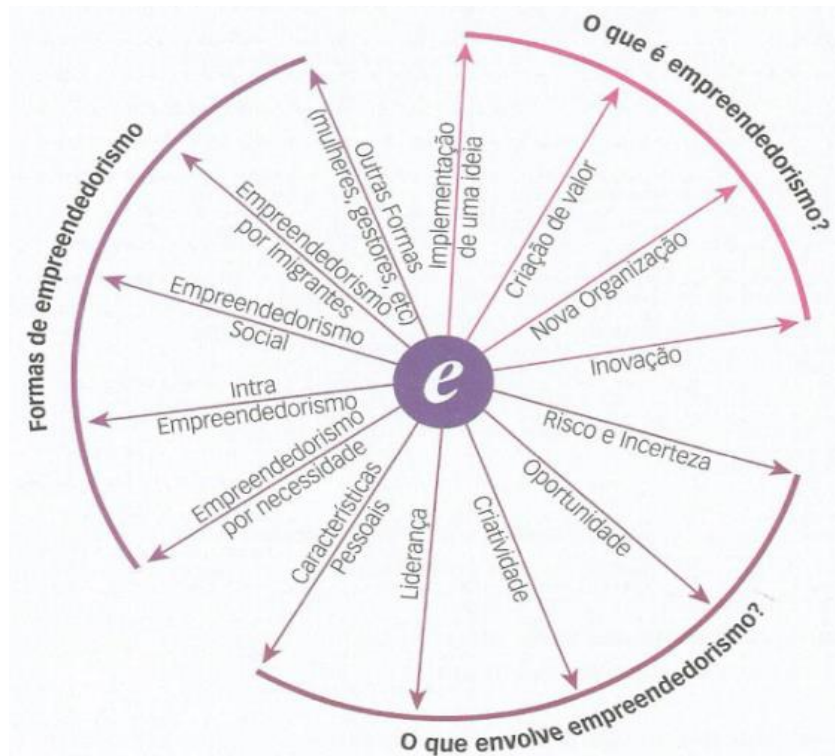 O que é empreendedorismo?
Implementação
de uma ideia
Criação de valor
Nova Organização
Inovação
Risco e Incerteza
Oportunidade
Criatividade
Liderança
Características
Pessoais
O que envolve empreendedorismo?
Empreendedorismo
por necessidade
Intra
Empreendedorismo
Empreendedorismo
Social
Empreendedorismo
por Imigrantes
Outras Formas
(mulheres, gestores, etc)
Formas de empreendedorismo
e